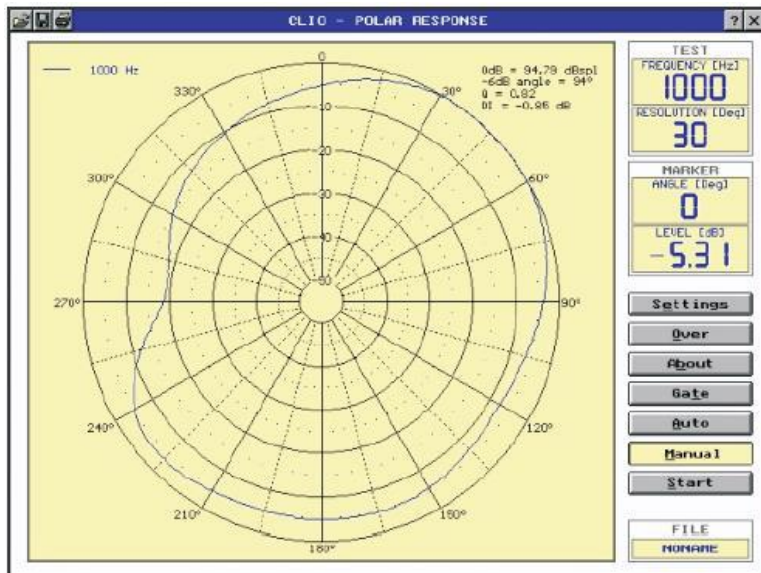 CLIO - POLAR RESPONSE
? X
1000 Hz
0dB = 94.79 dBspl
-6dB angle = 94°
Q = 0.82
DI = -0.86 dB
0
30°
60°
90°
120°
150°
180°
210°
240°
270°
300°
330°
-10
-20
-30
-40
-50
TEST
FREQUENCY [Hz]
1000
RESOLUTION [Deg]
30
MARKER
ANGLE [Deg]
0
LEVEL [dB]
-5.31
Settings
Over
About
Gate
Auto
Manual
Start
FILE
NONAME